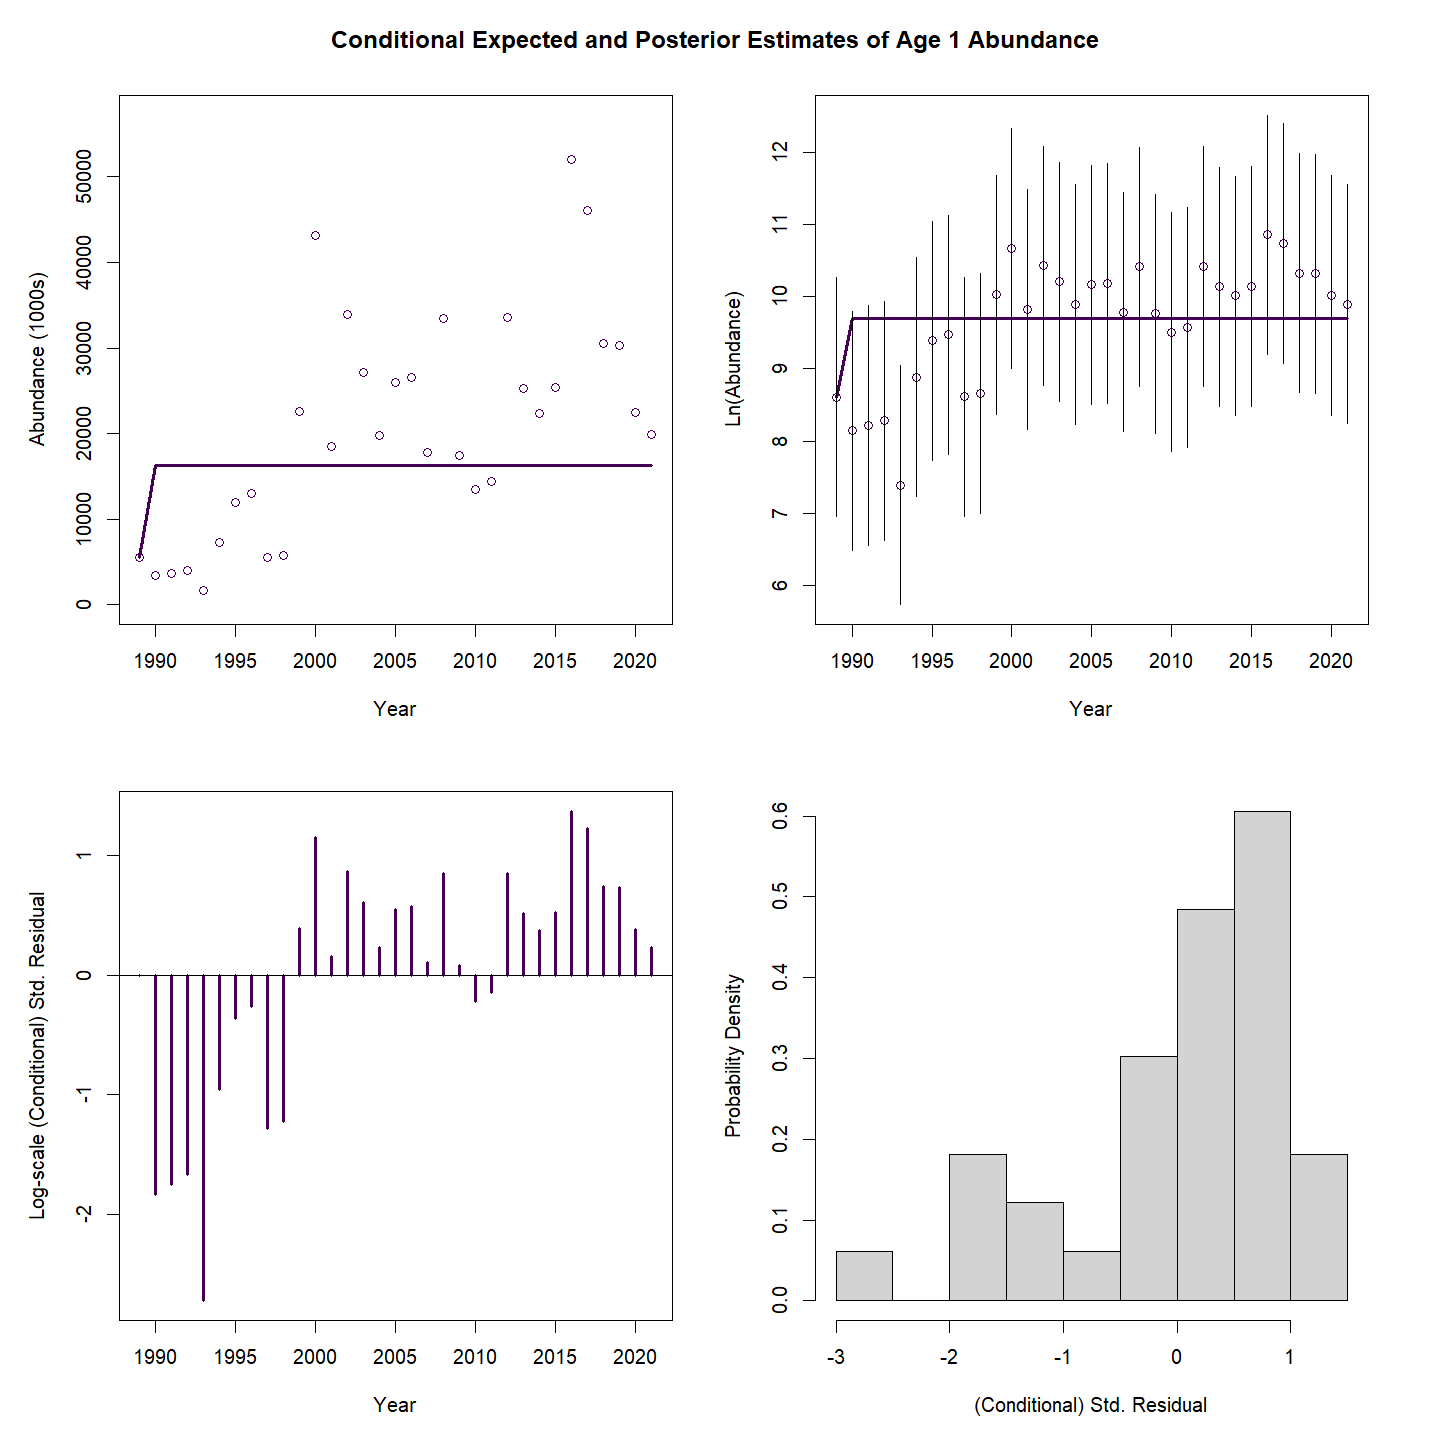 Conditional Expected and Posterior Estimates of Age 1 Abundance
Abundance (1000s)
50000
40000
30000
20000
10000
0
1990 1995 2000 2005 2010 2015 2020
Year
Ln(Abundance)
12
11
10
9
8
7
6
1990 1995 2000 2005 2010 2015 2020
Year
Log-scale (Conditional) Std. Residual
1
0
-1
-2
1990 1995 2000 2005 2010 2015 2020
Year
Probability Density
0.6
0.5
0.4
0.3
0.2
0.1
0.0
-3 -2 -1 0 1
(Conditional) Std. Residual